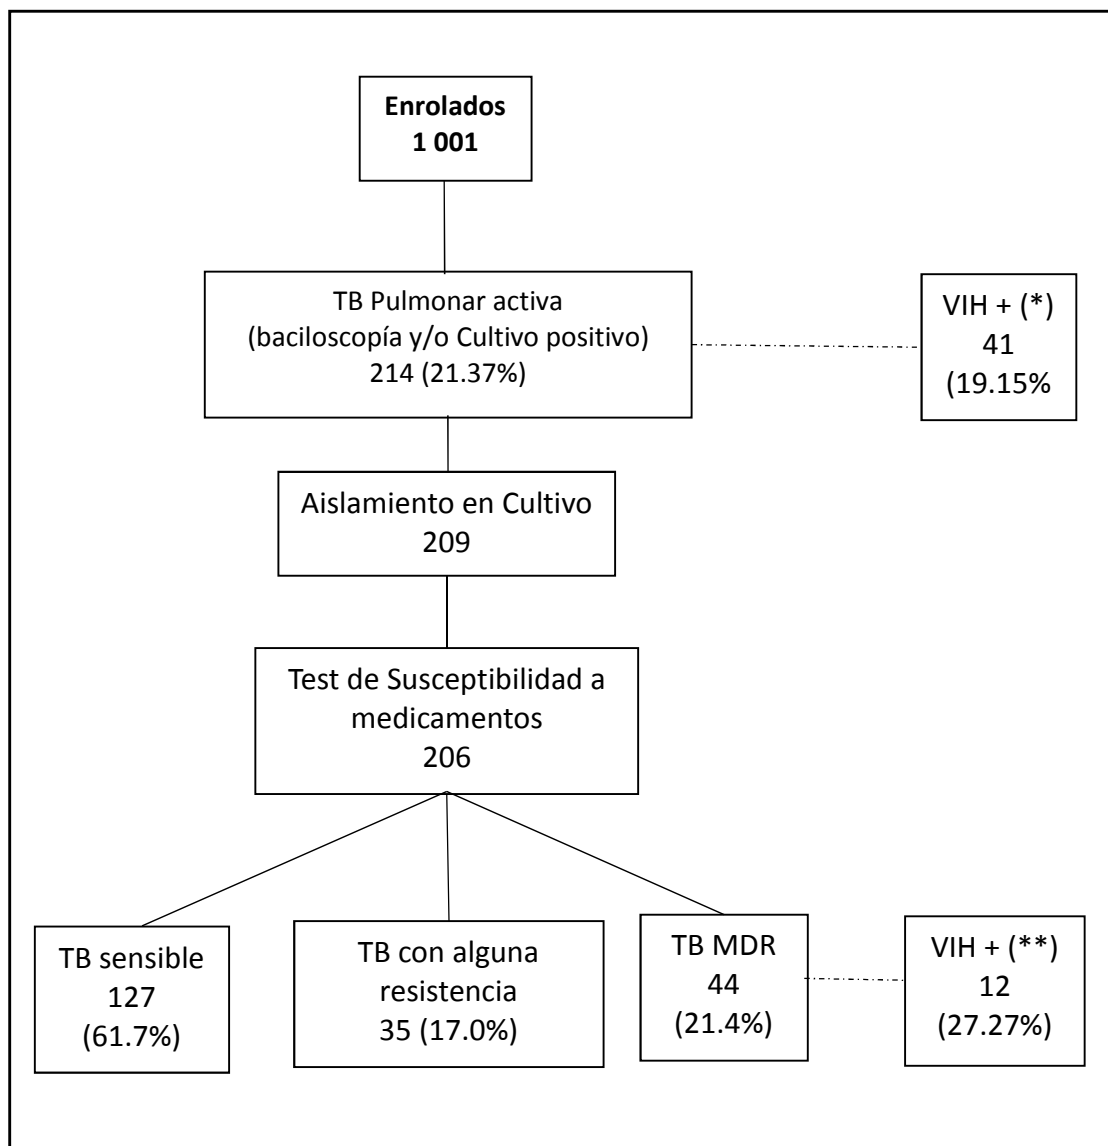 Enrolados
1 001
TB Pulmonar activa
(baciloscopía y/o Cultivo positivo)
214 (21.37%)
VIH + (*)
41
(19.15%
Aislamiento en Cultivo
209
Test de Susceptibilidad a
medicamentos
206
TB sensible
127
(61.7%)
TB con alguna
resistencia
35 (17.0%)
TB MDR
44
(21.4%)
VIH + (**)
12
(27.27%)